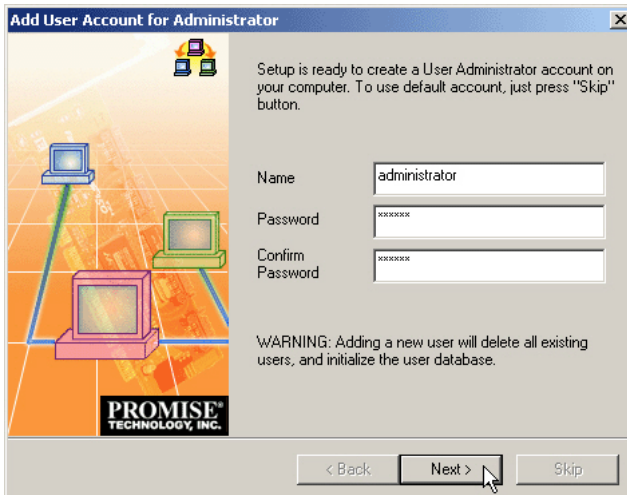 Add User Account for Administrator
Setup is ready to create a User Administrator account on
your computer. To use default account, just press "Skip"
button.
Name
administrator
Password
xxxxxx
Confirm
Password
xxxxxx
WARNING: Adding a new user will delete all existing
users, and initialize the user database.
PROMISE®
TECHNOLOGY, INC.
< Back
Next >
Skip